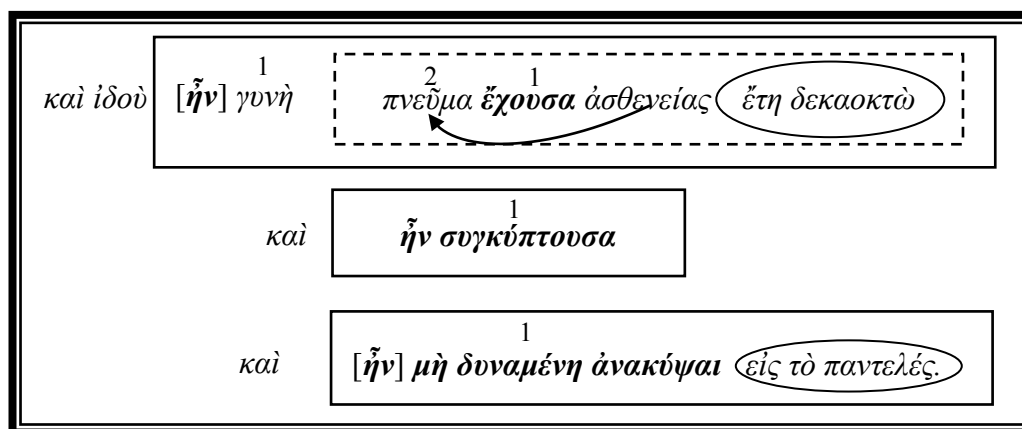 1
καὶ ἰδοὺ [ἦν] γυνὴ
2 1
πνεῦμα ἔχουσα ἀσθενείας ἔτη δεκαοκτὼ
1
καὶ ἦν συγκύπτουσα
1
καὶ [ἦν] μὴ δυναμένη ἀνακύψαι εἰς τὸ παντελές.